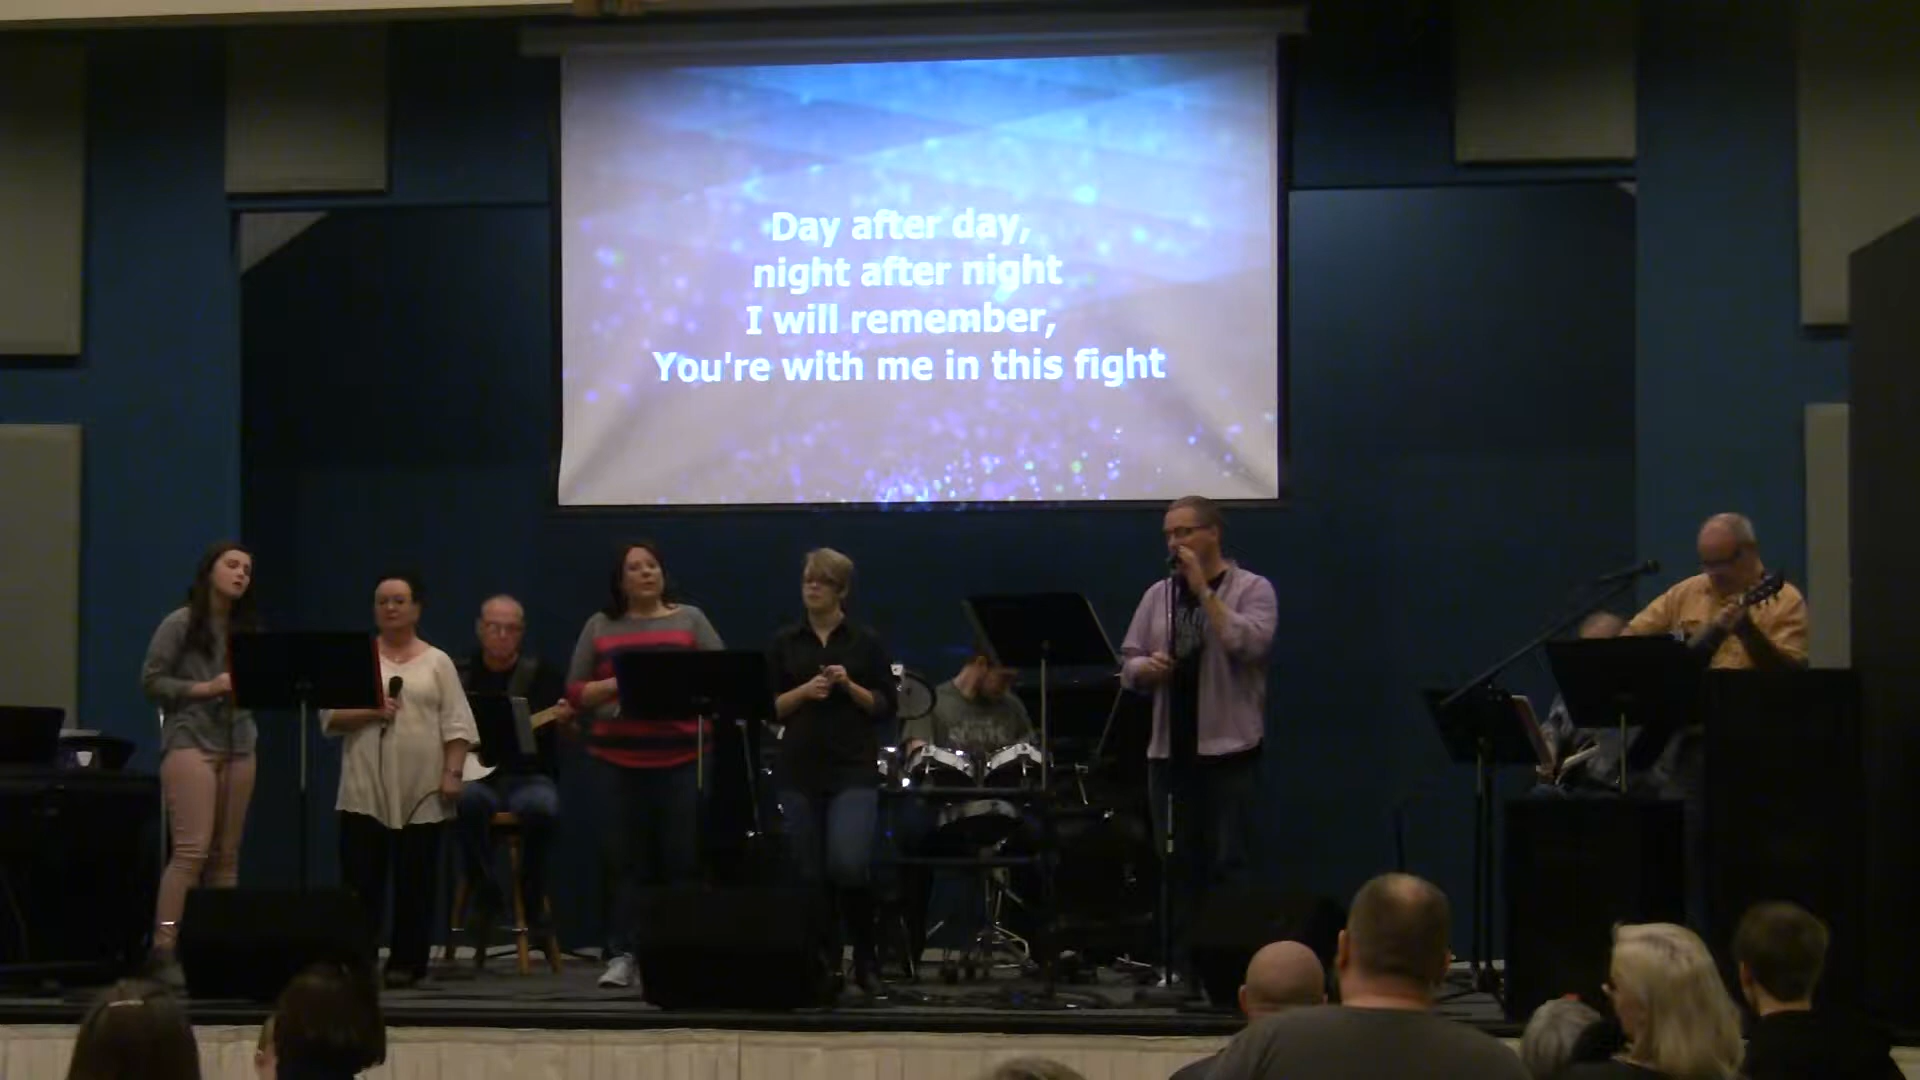 Day after day,
night after night
I will remember,
You're with me in this fight